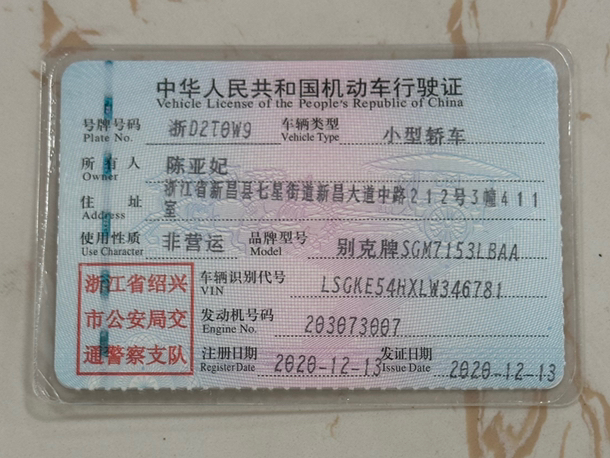 中华人民共和国机动车行驶证
Vehicle License of the People's Republic of China
号牌号码 浙D2T0W9 车辆类型 小型轿车
Plate No. Vehicle Type
所有人 陈亚妃
Owner
住址 浙江省新昌县七星街道新昌大道中路212号3幢411
Address 室
使用性质 非营运 品牌型号 别克牌SGM7153LBAA
Use Character Model
浙江省绍兴
市公安局交
通警察支队
车辆识别代号 LSGKE54HXLW346781
VIN
发动机号码 203073007
Engine No.
注册日期 2020-12-13 发证日期 2020-12-13
Register Date Issue Date